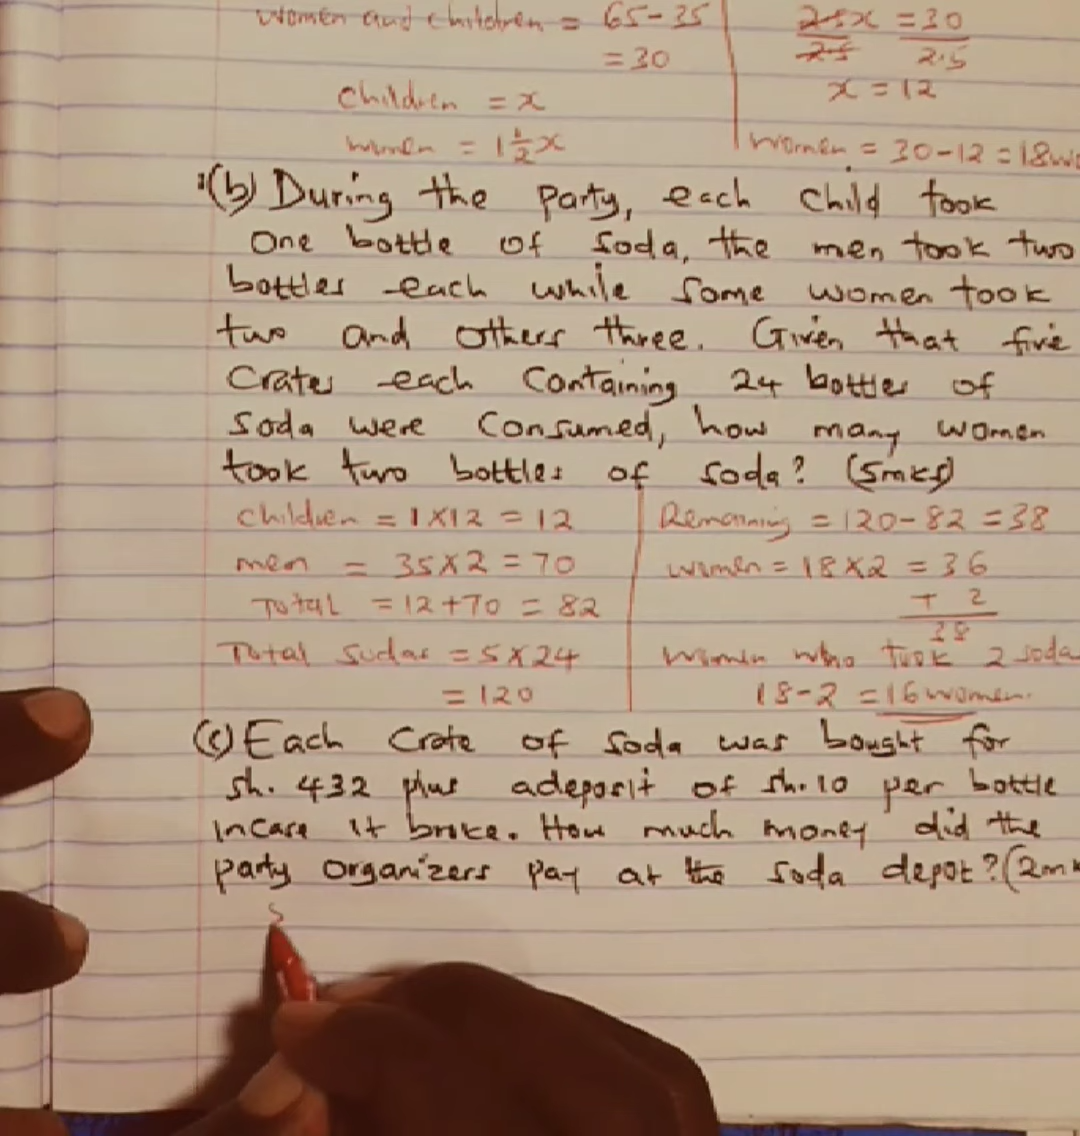 women and children = 65-35
= 30
children = x
women = 1 1/2 x
2.5x = 30
2.5 2.5
x = 12
women = 30-12 = 18wo
(b) During the party, each child took
one bottle of soda, the men took two
bottles each while some women took
two and others three. Given that five
crates each containing 24 bottles of
soda were consumed, how many women
took two bottles of soda? (5mks)
children = 1×12 = 12
men = 35×2 = 70
Total = 12+70 = 82
Total sodas = 5×24
= 120
Remaining = 120-82 = 38
women = 18×2 = 36
+ 2
38
women who took 2 soda
18-2 = 16 women.
(c) Each crate of soda was bought for
sh. 432 plus a deposit of sh. 10 per bottle
incase it broke. How much money did the
party organizers pay at the soda depot? (2mk
5